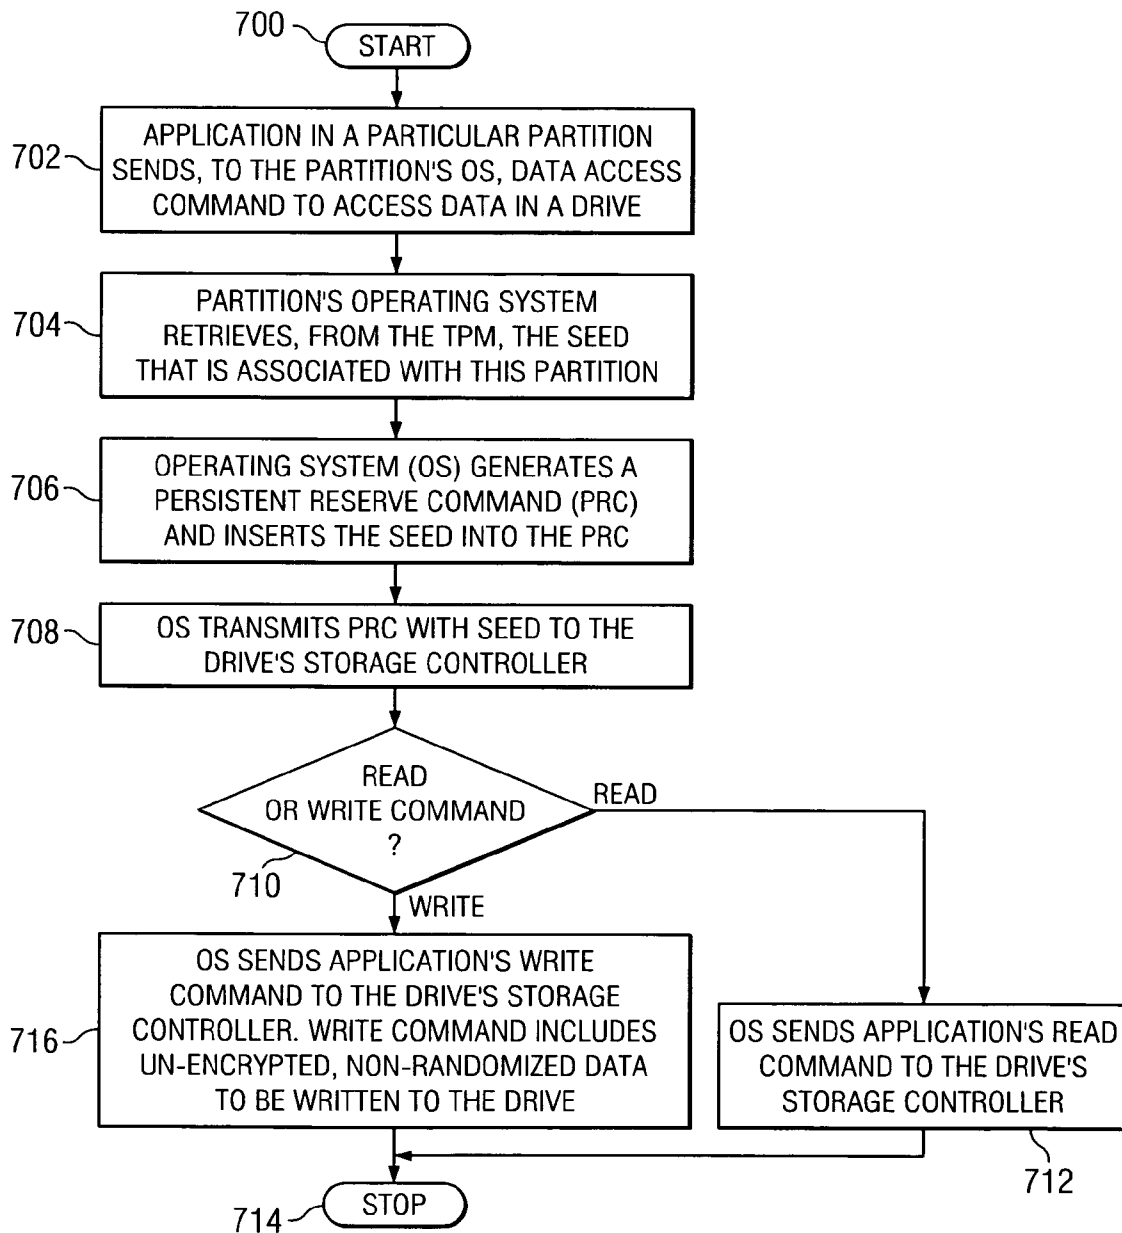 700
START
702
APPLICATION IN A PARTICULAR PARTITION
SENDS, TO THE PARTITION'S OS, DATA ACCESS
COMMAND TO ACCESS DATA IN A DRIVE
704
PARTITION'S OPERATING SYSTEM
RETRIEVES, FROM THE TPM, THE SEED
THAT IS ASSOCIATED WITH THIS PARTITION
706
OPERATING SYSTEM (OS) GENERATES A
PERSISTENT RESERVE COMMAND (PRC)
AND INSERTS THE SEED INTO THE PRC
708
OS TRANSMITS PRC WITH SEED TO THE
DRIVE'S STORAGE CONTROLLER
READ
OR WRITE COMMAND
?
710
READ
WRITE
716
OS SENDS APPLICATION'S WRITE
COMMAND TO THE DRIVE'S STORAGE
CONTROLLER. WRITE COMMAND INCLUDES
UN-ENCRYPTED, NON-RANDOMIZED DATA
TO BE WRITTEN TO THE DRIVE
OS SENDS APPLICATION'S READ
COMMAND TO THE DRIVE'S
STORAGE CONTROLLER
712
714
STOP